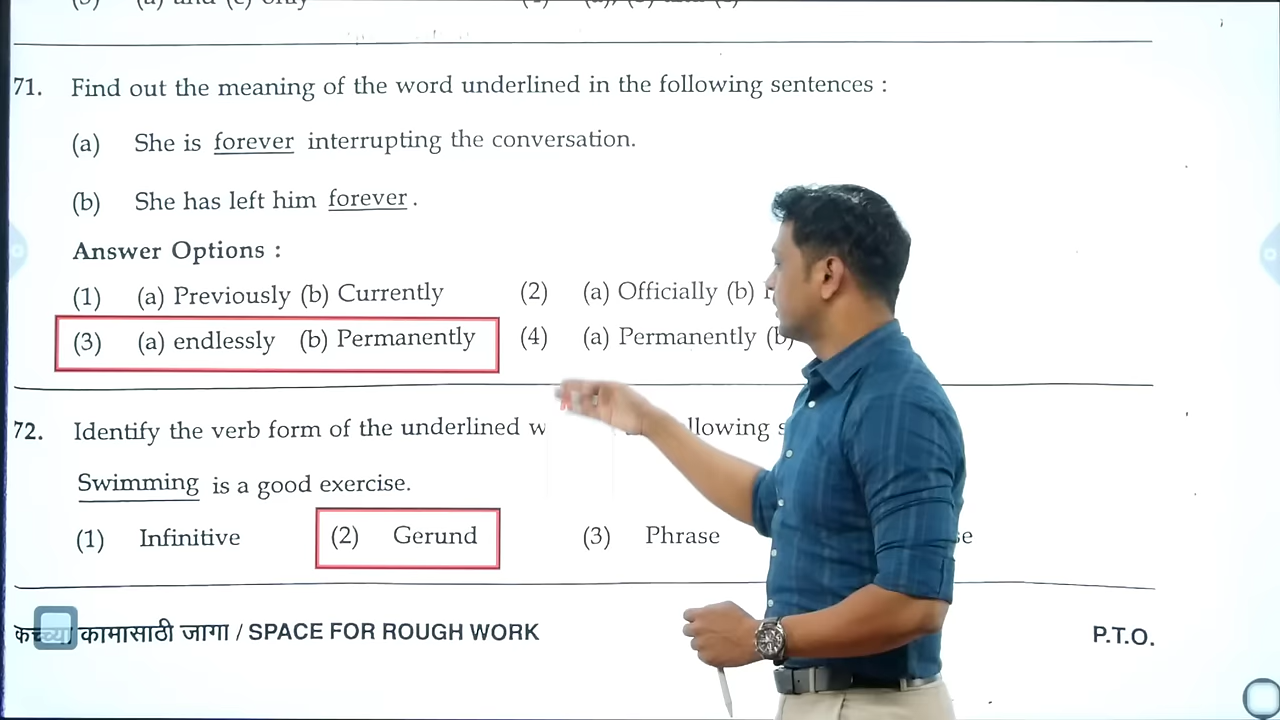 71. Find out the meaning of the word underlined in the following sentences :
(a) She is forever interrupting the conversation.
(b) She has left him forever.
Answer Options :
(1) (a) Previously (b) Currently (2) (a) Officially (b)
(3) (a) endlessly (b) Permanently (4) (a) Permanently (b)
72. Identify the verb form of the underlined
Swimming is a good exercise.
(1) Infinitive (2) Gerund (3) Phrase
कच्च्या कामासाठी जागा / SPACE FOR ROUGH WORK P.T.O.